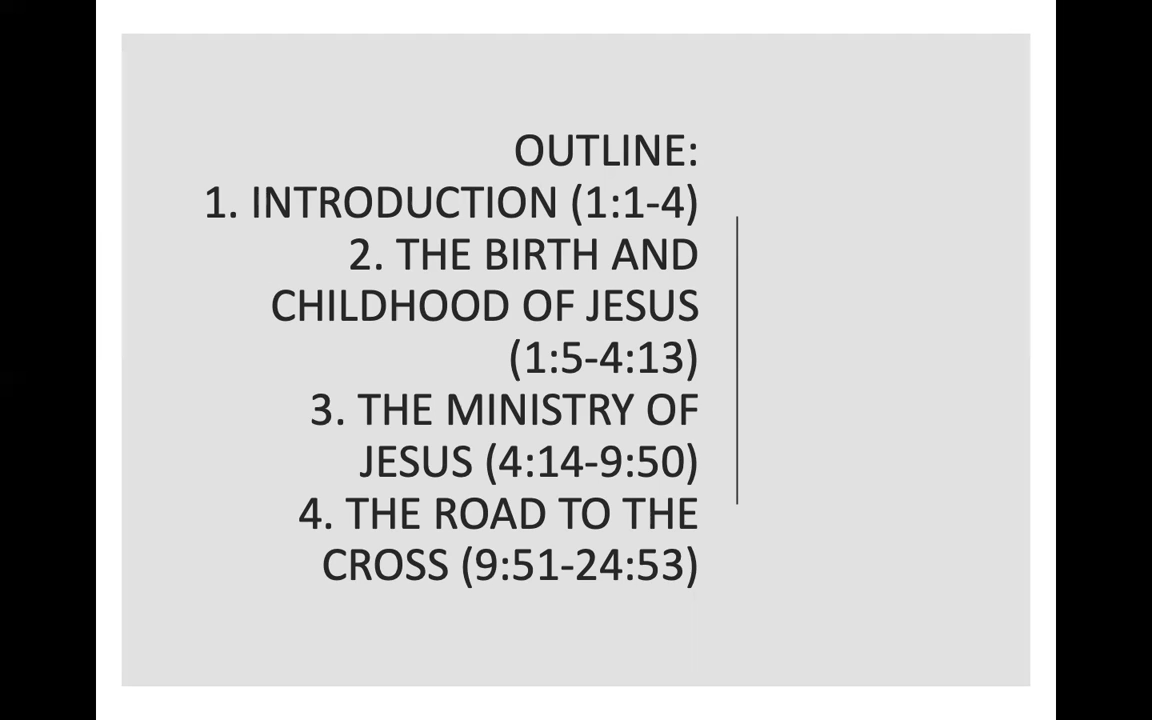 OUTLINE:
1. INTRODUCTION (1:1-4)
2. THE BIRTH AND
CHILDHOOD OF JESUS
(1:5-4:13)
3. THE MINISTRY OF
JESUS (4:14-9:50)
4. THE ROAD TO THE
CROSS (9:51-24:53)